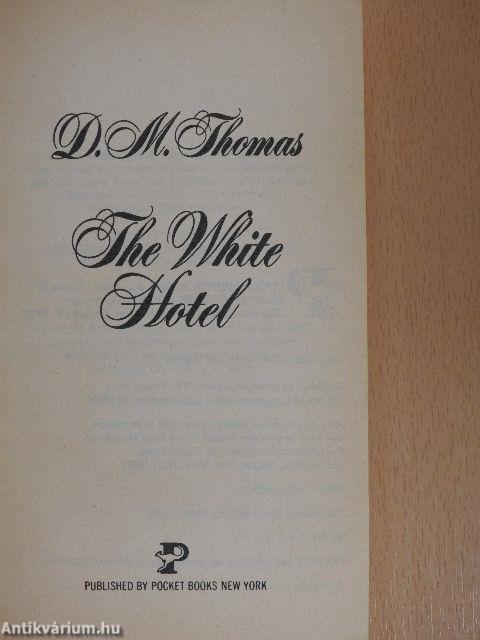 D. M. Thomas
The White
Hotel
P
PUBLISHED BY POCKET BOOKS NEW YORK
Antikvárium.hu